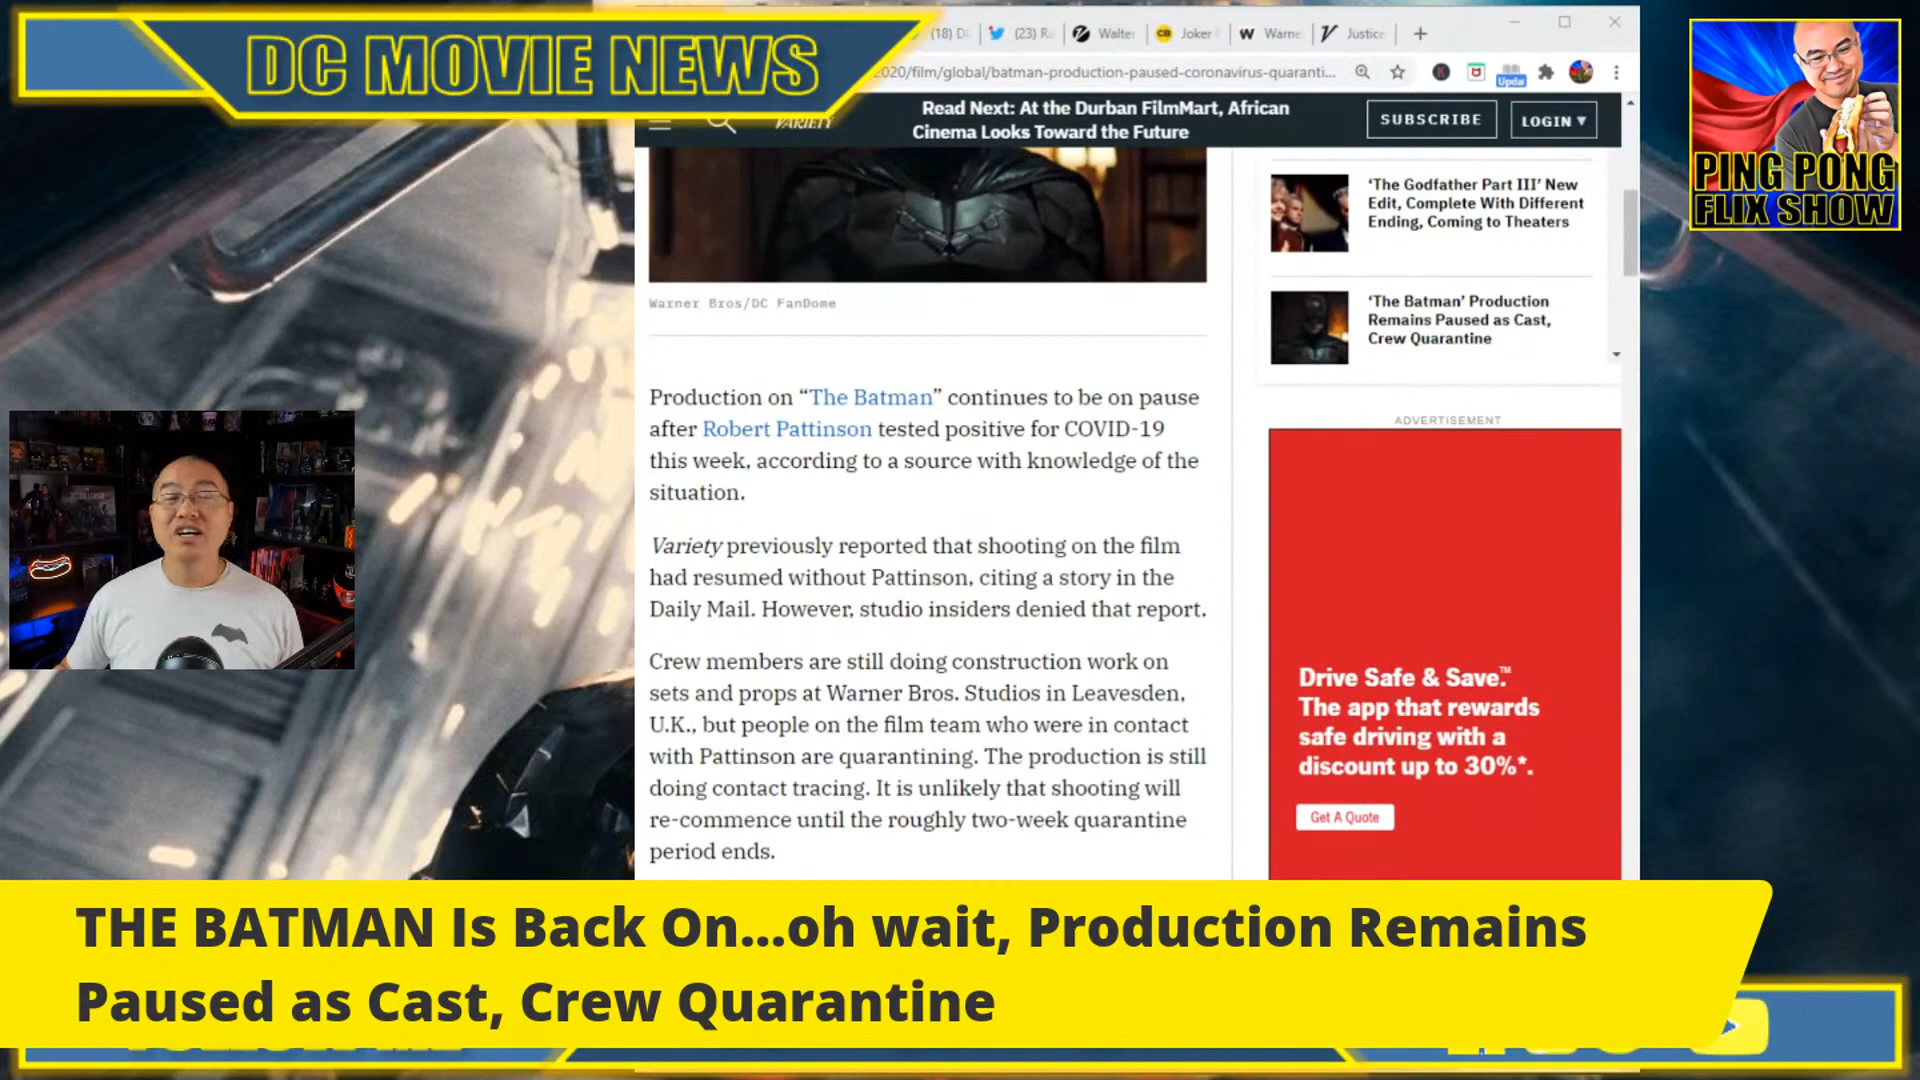 DC MOVIE NEWS
(18) D
(23) R
Walte
Joker
Warne
Justice
2020/film/global/batman-production-paused-coronavirus-quaranti...
Upda
VARIETY
Read Next: At the Durban FilmMart, African
Cinema Looks Toward the Future
SUBSCRIBE
LOGIN
PING PONG
FLIX SHOW
Warner Bros/DC FanDome
‘The Godfather Part III’ New
Edit, Complete With Different
Ending, Coming to Theaters
‘The Batman’ Production
Remains Paused as Cast,
Crew Quarantine
Production on “The Batman” continues to be on pause
after Robert Pattinson tested positive for COVID-19
this week, according to a source with knowledge of the
situation.
Variety previously reported that shooting on the film
had resumed without Pattinson, citing a story in the
Daily Mail. However, studio insiders denied that report.
Crew members are still doing construction work on
sets and props at Warner Bros. Studios in Leavesden,
U.K., but people on the film team who were in contact
with Pattinson are quarantining. The production is still
doing contact tracing. It is unlikely that shooting will
re-commence until the roughly two-week quarantine
period ends.
ADVERTISEMENT
Drive Safe & Save.™
The app that rewards
safe driving with a
discount up to 30%*.
Get A Quote
THE BATMAN Is Back On...oh wait, Production Remains
Paused as Cast, Crew Quarantine